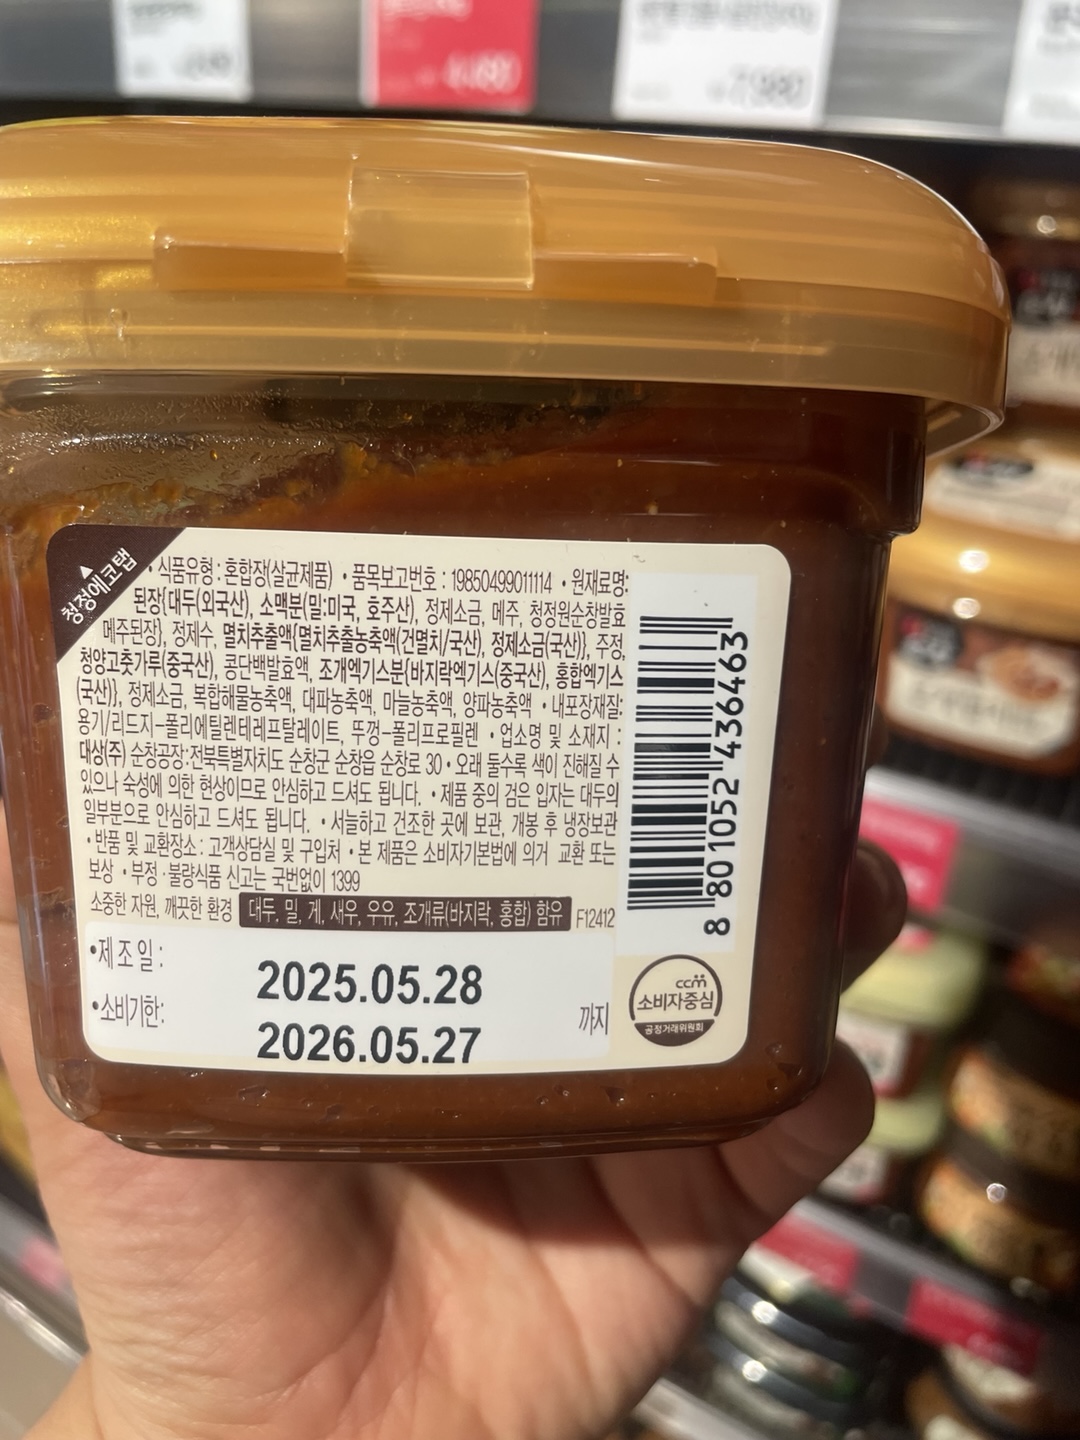 4,480
7,980
청정에코탭
• 식품유형 : 혼합장(살균제품) • 품목보고번호 : 19850499011114 • 원재료명:
된장{대두(외국산), 소맥분(밀:미국, 호주산), 정제소금, 메주, 청정원순창발효
메주된장}, 정제수, 멸치추출액{멸치추출농축액(건멸치/국산), 정제소금(국산)}, 주정,
청양고춧가루(중국산), 콩단백발효액, 조개엑기스분{바지락엑기스(중국산), 홍합엑기스
(국산)}, 정제소금, 복합해물농축액, 대파농축액, 마늘농축액, 양파농축액 • 내포장재질:
용기/리드지-폴리에틸렌테레프탈레이트, 뚜껑-폴리프로필렌 • 업소명 및 소재지 :
대상(주) 순창공장:전북특별자치도 순창군 순창읍 순창로 30 • 오래 둘수록 색이 진해질 수
있으나 숙성에 의한 현상이므로 안심하고 드셔도 됩니다. • 제품 중의 검은 입자는 대두의
일부분으로 안심하고 드셔도 됩니다. • 서늘하고 건조한 곳에 보관, 개봉 후 냉장보관
• 반품 및 교환장소 : 고객상담실 및 구입처 • 본 제품은 소비자기본법에 의거 교환 또는
보상 • 부정·불량식품 신고는 국번없이 1399
소중한 자원, 깨끗한 환경 대두, 밀, 게, 새우, 우유, 조개류(바지락, 홍합) 함유 F12412
•제조일: 2025.05.28
•소비기한: 2026.05.27 까지
8 801052 436463
ccm
소비자중심
공정거래위원회